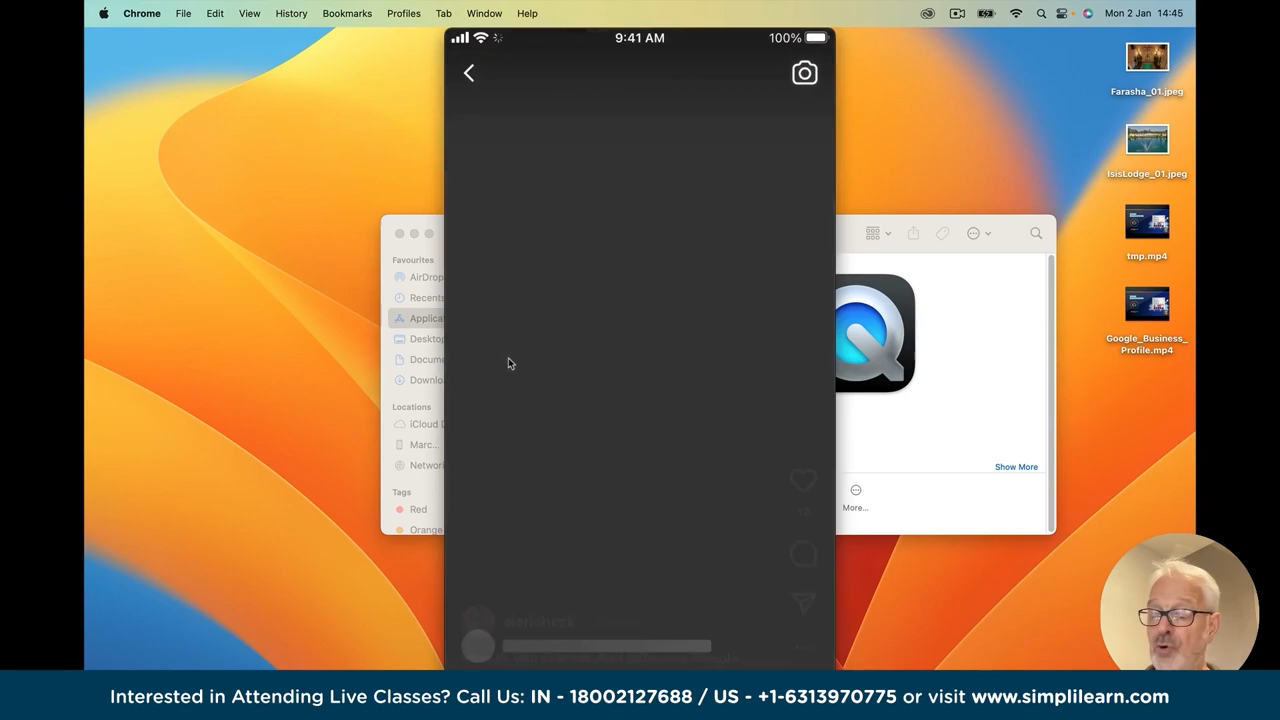 Chrome File Edit View History Bookmarks Profiles Tab Window Help Mon 2 Jan 14:45
9:41 AM 100%
Farasha_01.jpeg
IsisLodge_01.jpeg
tmp.mp4
Google_Business_
Profile.mp4
Favourites
AirDrop
Recents
Applica
Desktop
Docume
Downlo
Locations
iCloud
Marc...
Networ
Tags
Red
Orange
Show More
More...
Interested in Attending Live Classes? Call Us: IN - 18002127688 / US - +1-6313970775 or visit www.simplilearn.com